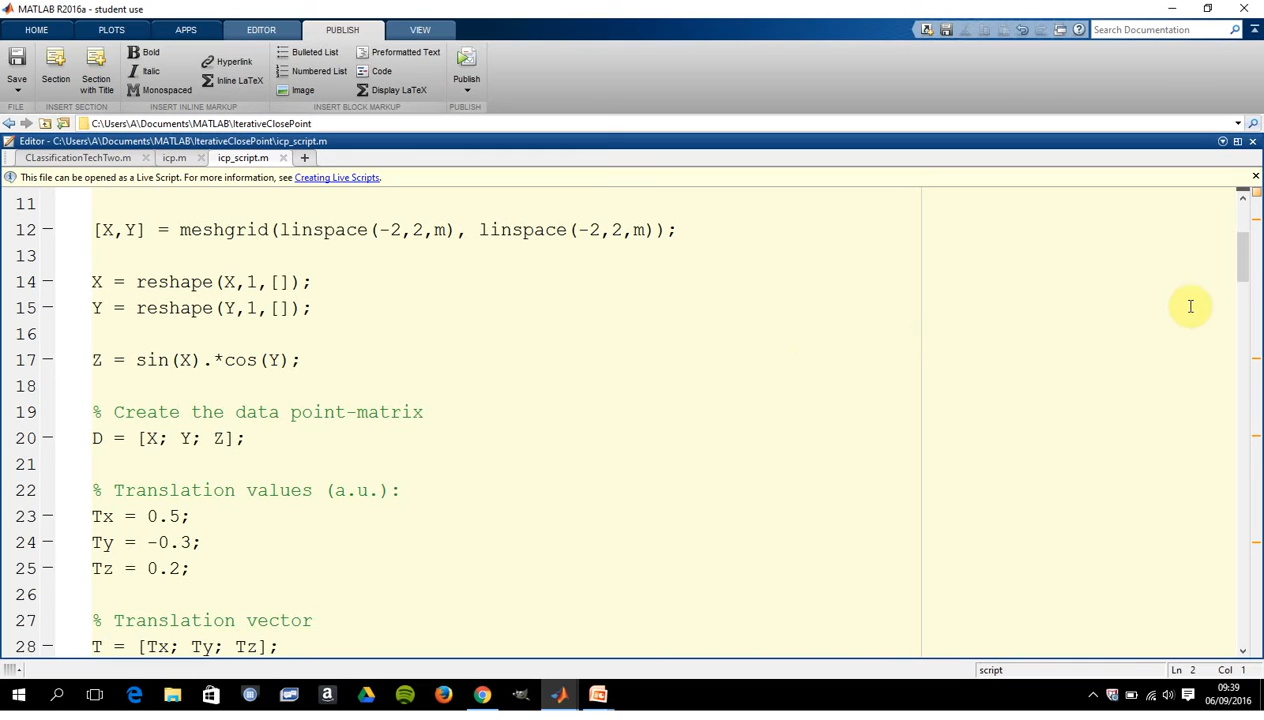 MATLAB R2016a - student use
HOME PLOTS APPS EDITOR PUBLISH VIEW
Search Documentation
Save Section Section with Title
Bold
Italic
Monospaced
Hyperlink
Inline LaTeX
Bulleted List
Numbered List
Image
Preformatted Text
Code
Display LaTeX
Publish
FILE INSERT SECTION INSERT INLINE MARKUP INSERT BLOCK MARKUP PUBLISH
C:\Users\A\Documents\MATLAB\IterativeClosePoint
Editor - C:\Users\A\Documents\MATLAB\IterativeClosePoint\icp_script.m
CLassificationTechTwo.m icp.m icp_script.m
This file can be opened as a Live Script. For more information, see Creating Live Scripts.
11
12 [X,Y] = meshgrid(linspace(-2,2,m), linspace(-2,2,m));
13
14 X = reshape(X,1,[]);
15 Y = reshape(Y,1,[]);
16
17 Z = sin(X).*cos(Y);
18
19 % Create the data point-matrix
20 D = [X; Y; Z];
21
22 % Translation values (a.u.):
23 Tx = 0.5;
24 Ty = -0.3;
25 Tz = 0.2;
26
27 % Translation vector
28 T = [Tx; Ty; Tz];
script Ln 2 Col 1
09:39
06/09/2016